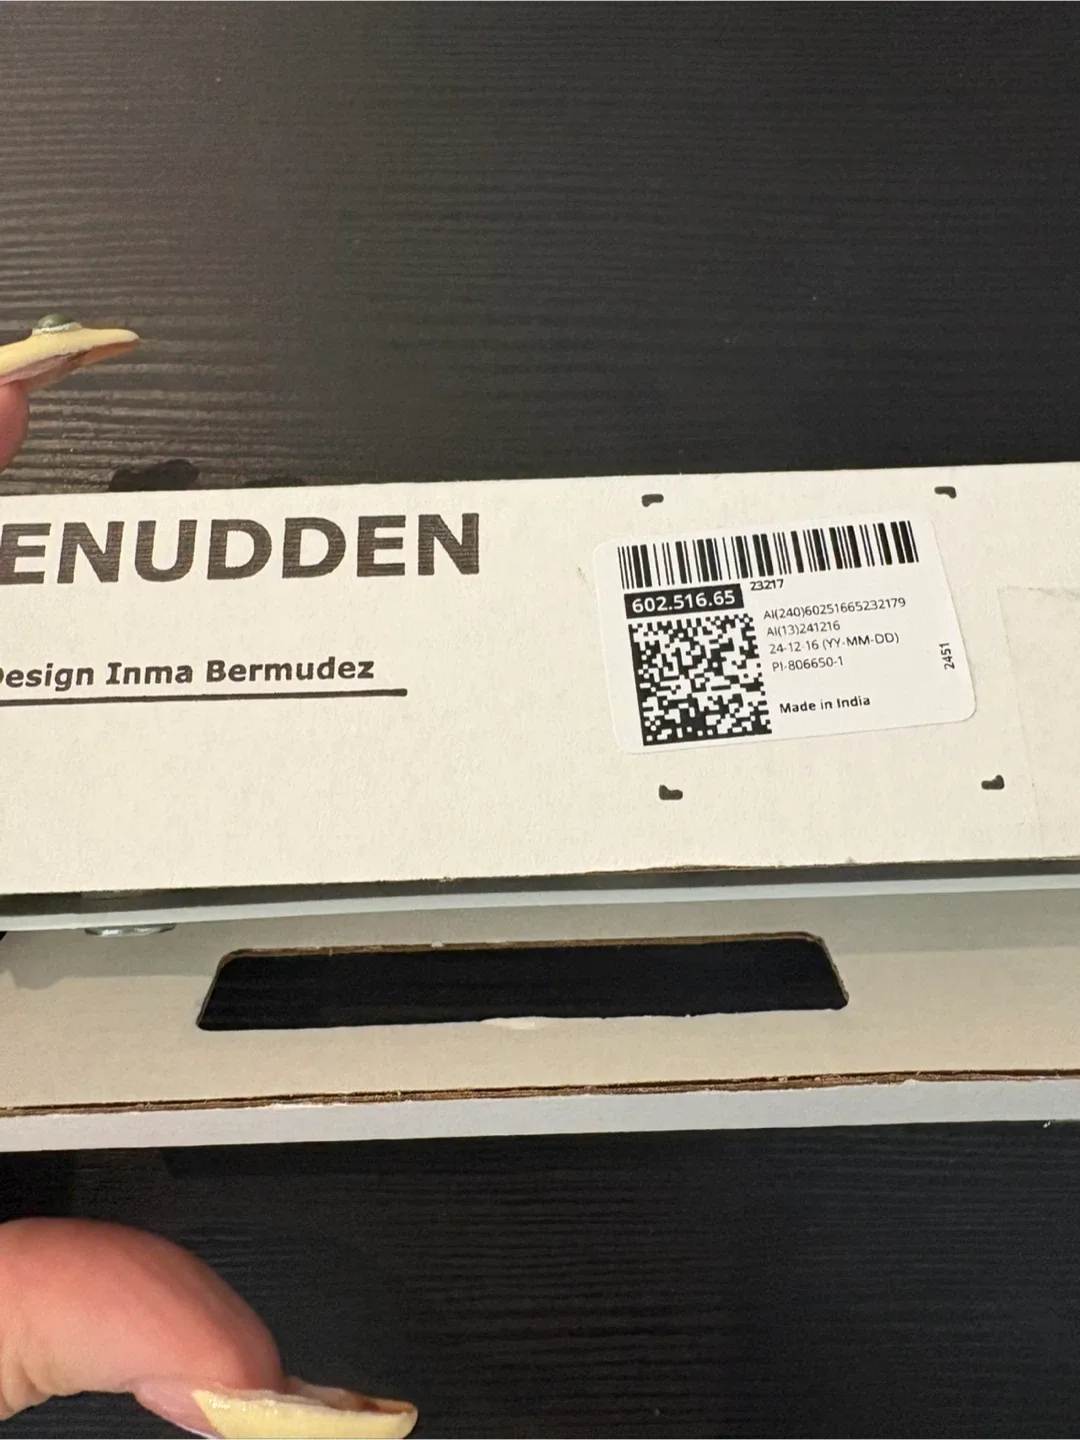 ENUDDEN
Design Inma Bermudez
23217
602.516.65
AI(240)60251665232179
AI(13)241216
24-12-16 (YY-MM-DD)
PI-806650-1
2451
Made in India